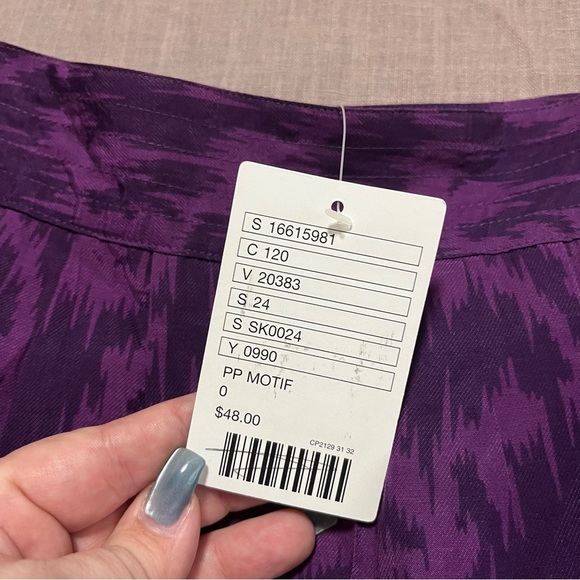 S 16615981
C 120
V 20383
S 24
S SK0024
Y 0990
PP MOTIF
0
$48.00
CP2129 31 32